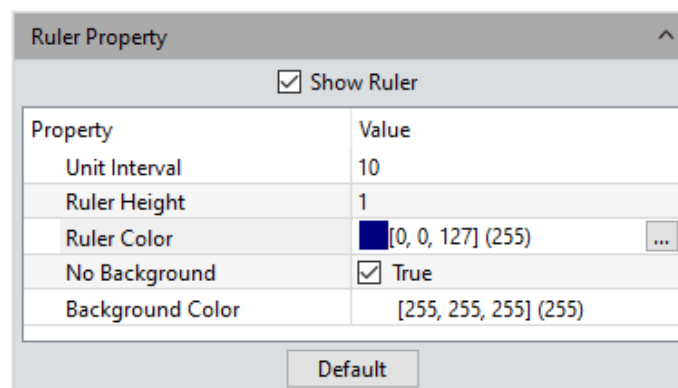 Ruler Property
Show Ruler
Property Value
Unit Interval 10
Ruler Height 1
Ruler Color [0, 0, 127] (255) ...
No Background True
Background Color [255, 255, 255] (255)
Default